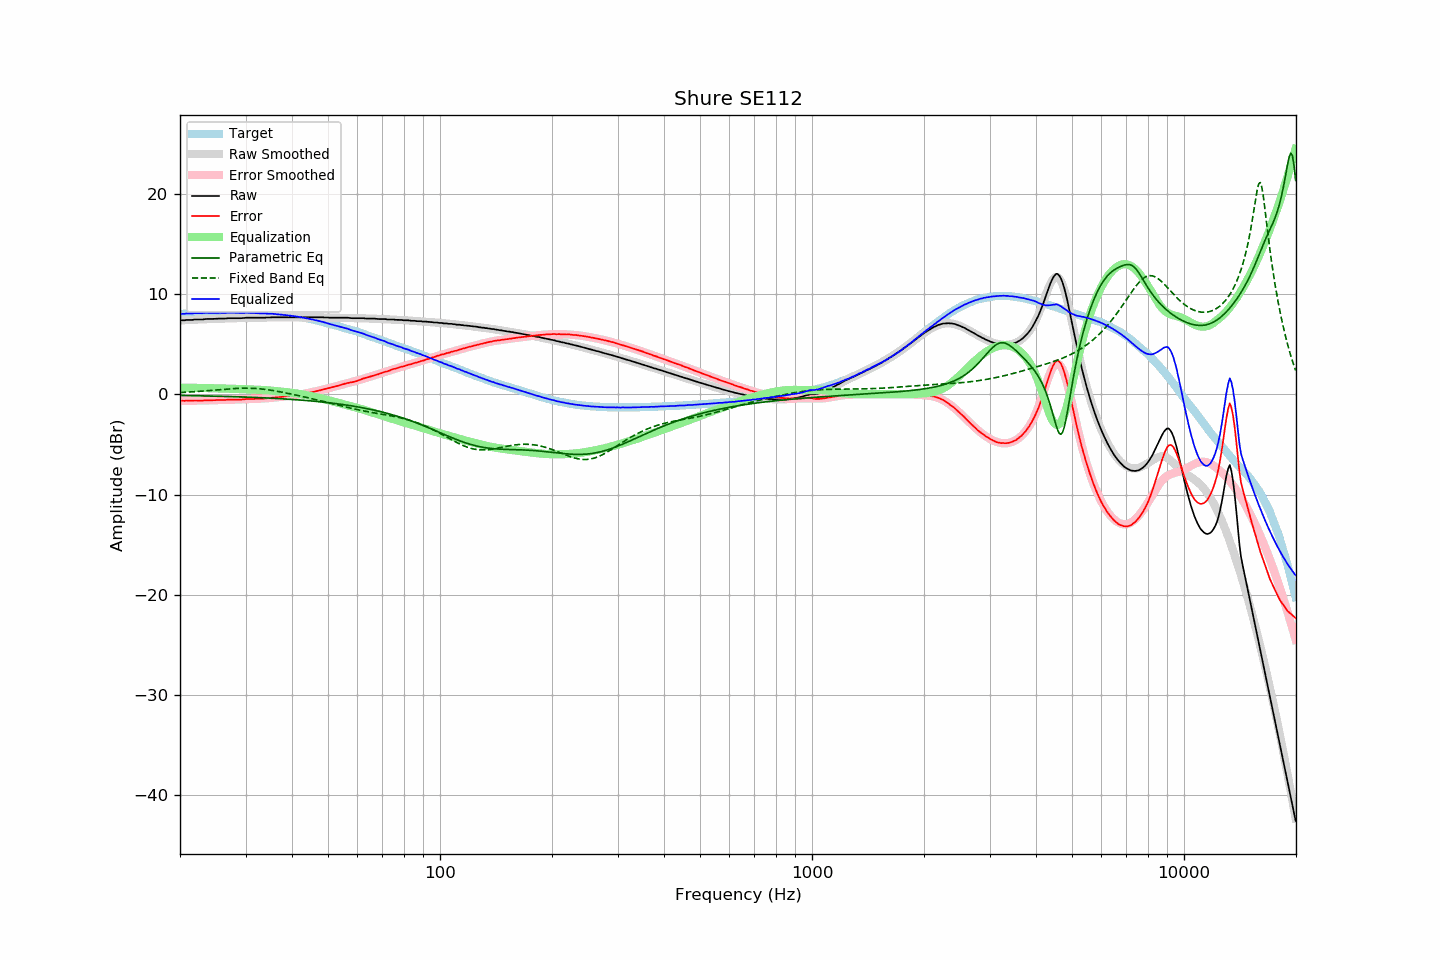 Shure SE112
Target
Raw Smoothed
Error Smoothed
Raw
Error
Equalization
Parametric Eq
Fixed Band Eq
Equalized
20
10
0
−10
−20
−30
−40
Amplitude (dBr)
100
1000
10000
Frequency (Hz)